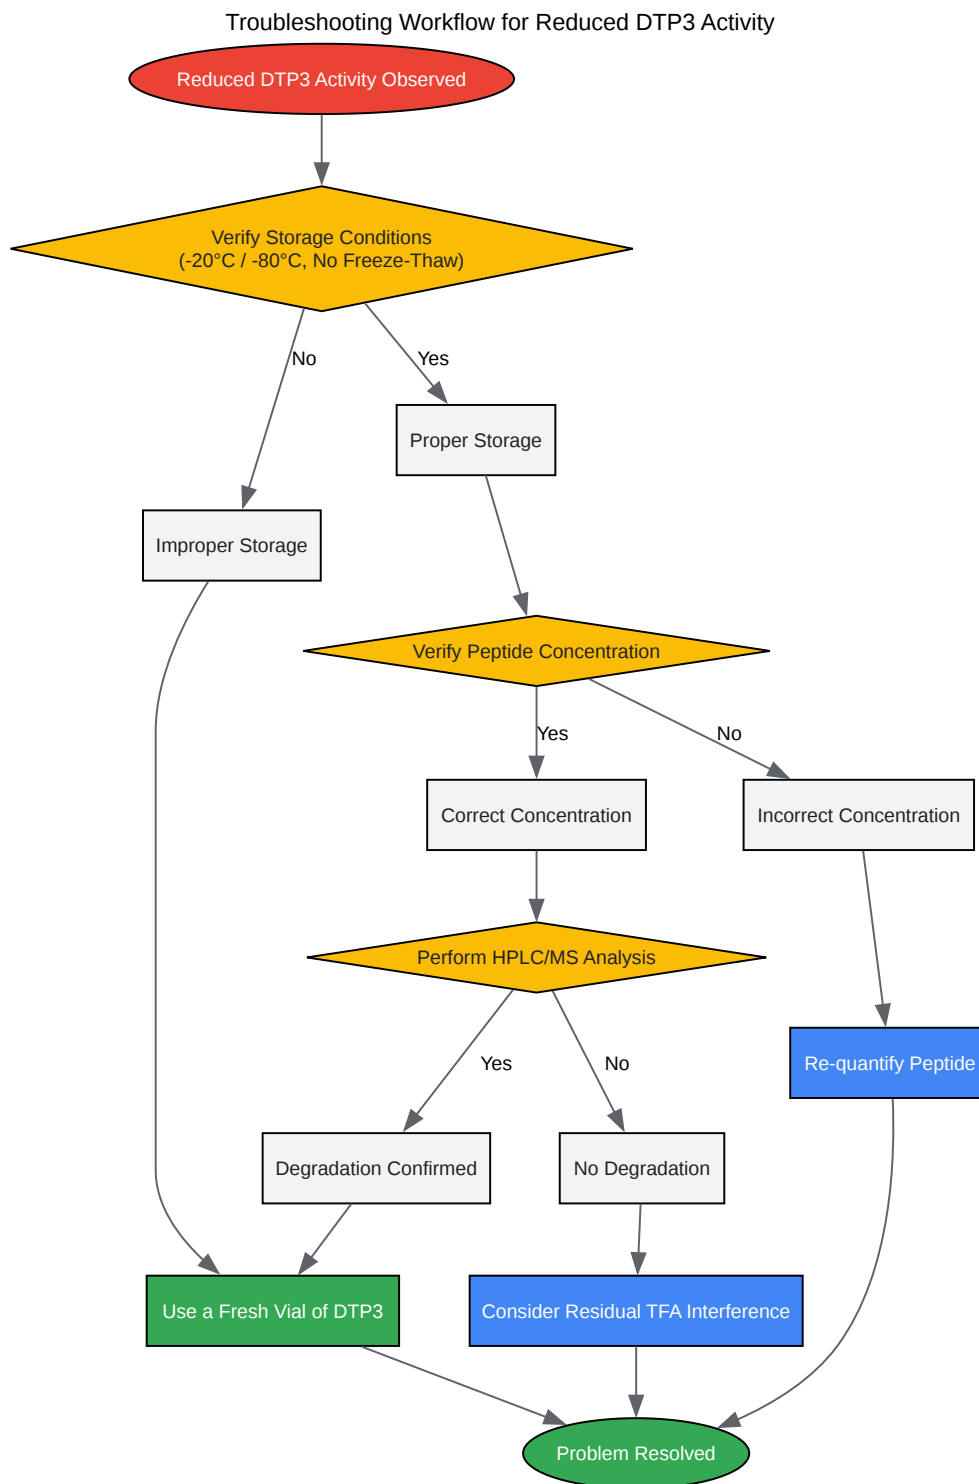 Troubleshooting Workflow for Reduced DTP3 Activity
Reduced DTP3 Activity Observed
Verify Storage Conditions
(-20°C / -80°C, No Freeze-Thaw)
No
Yes
Proper Storage
Improper Storage
Verify Peptide Concentration
Yes
No
Correct Concentration
Incorrect Concentration
Perform HPLC/MS Analysis
Yes
No
Re-quantify Peptide
Degradation Confirmed
No Degradation
Use a Fresh Vial of DTP3
Consider Residual TFA Interference
Problem Resolved